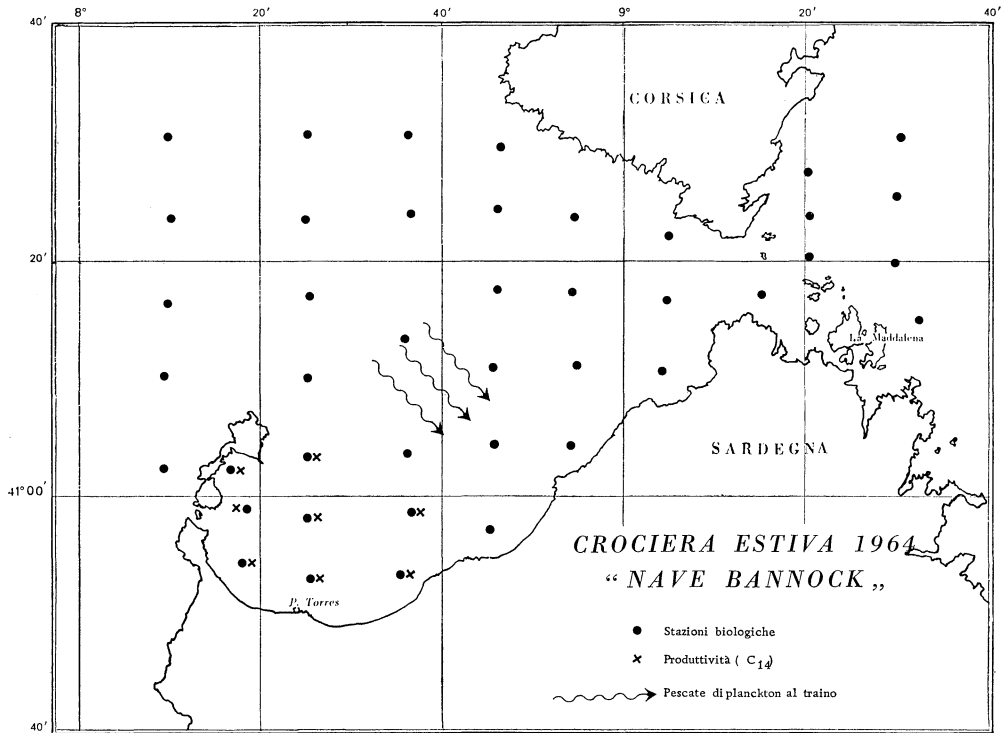 8° 20' 40' 9° 20' 40'
40'
CORSICA
20'
La Maddalena
SARDEGNA
41°00'
CROCIERA ESTIVA 1964
“ NAVE BANNOCK „
P. Torres
Stazioni biologiche
Produttività ( C14)
Pescate di planckton al traino
40'